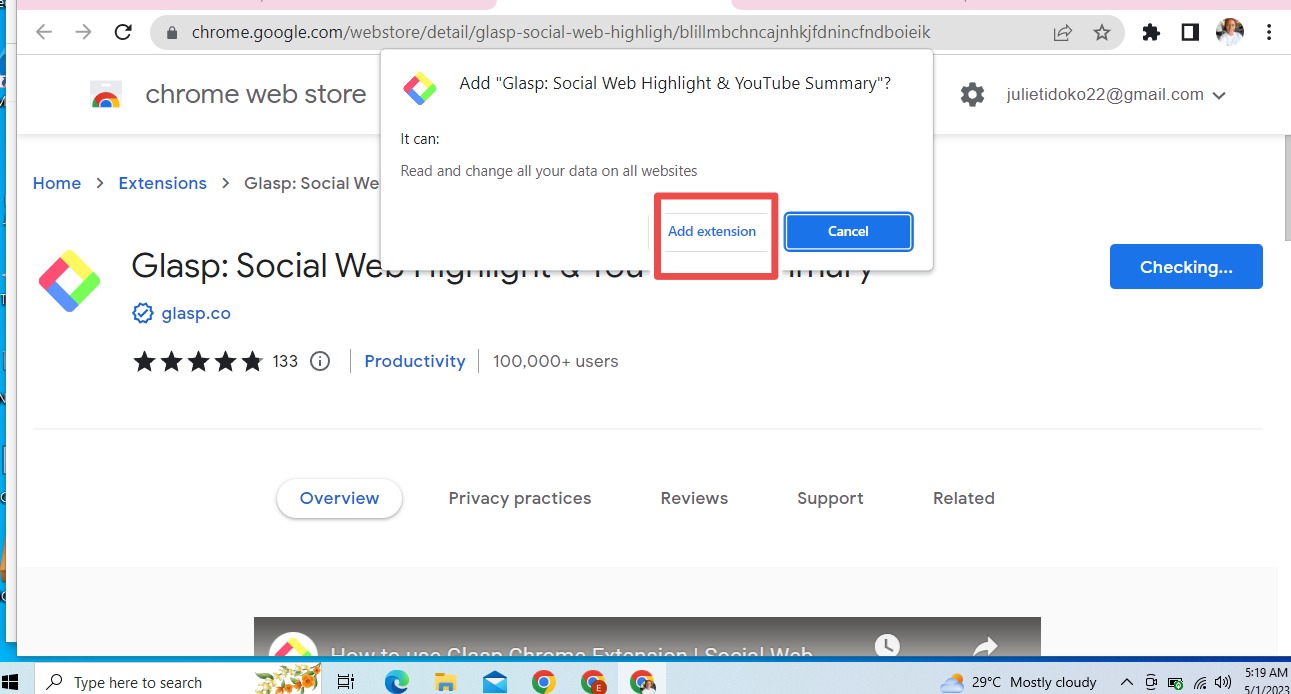 chrome.google.com/webstore/detail/glasp-social-web-highligh/blillmbchncajnhkjfdnincfndboieik
chrome web store
Add "Glasp: Social Web Highlight & YouTube Summary"?
julietidoko22@gmail.com
It can:
Read and change all your data on all websites
Home > Extensions > Glasp: Social We
Add extension
Cancel
Glasp: Social Web Highlight & You
Checking...
glasp.co
133
Productivity
100,000+ users
Overview
Privacy practices
Reviews
Support
Related
How to use Glasp Chrome Extension | Social Web
Type here to search
E
29°C Mostly cloudy
5:19 AM
5/1/2023